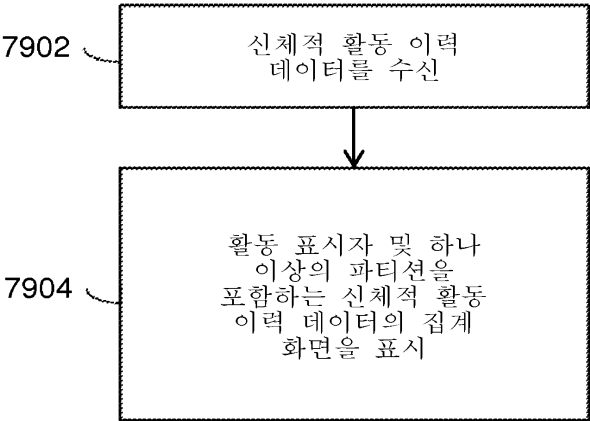 7902
신체적 활동 이력
데이터를 수신
7904
활동 표시자 및 하나
이상의 파티션을
포함하는 신체적 활동
이력 데이터의 집계
화면을 표시